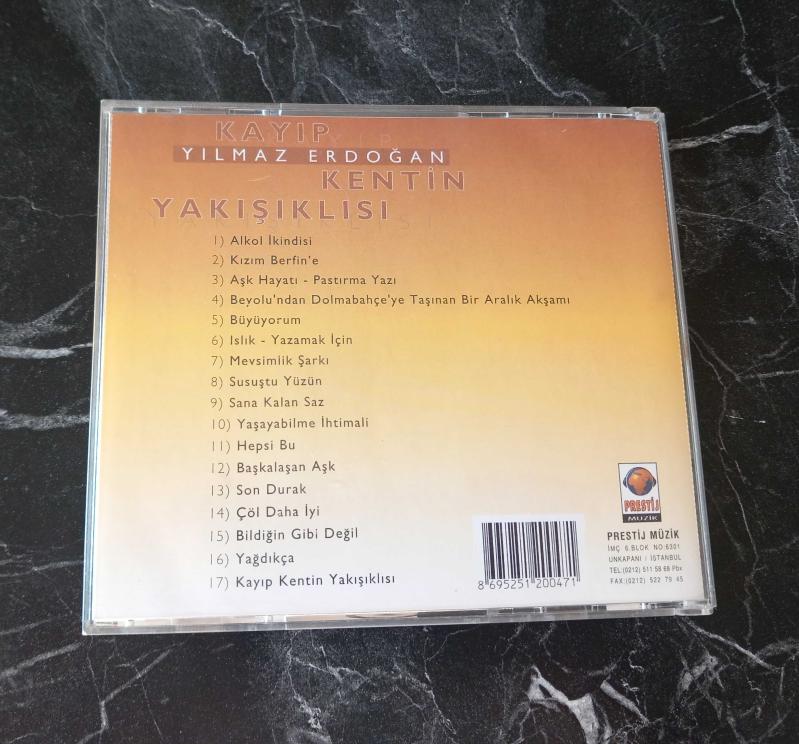 KAYIP
YILMAZ ERDOĞAN
KENTİN
YAKIŞIKLISI
1) Alkol İkindisi
2) Kızım Berfin'e
3) Aşk Hayatı - Pastırma Yazı
4) Beyolu'ndan Dolmabahçe'ye Taşınan Bir Aralık Akşamı
5) Büyüyorum
6) Islık - Yazamak İçin
7) Mevsimlik Şarkı
8) Susuştu Yüzün
9) Sana Kalan Saz
10) Yaşayabilme İhtimali
11) Hepsi Bu
12) Başkalaşan Aşk
13) Son Durak
14) Çöl Daha İyi
15) Bildiğin Gibi Değil
16) Yağdıkça
17) Kayıp Kentin Yakışıklısı
PRESTİJ
MÜZİK
PRESTİJ MÜZİK
İMÇ 6.BLOK NO:6301
UNKAPANI / İSTANBUL
TEL:(0212) 511 58 68 Pbx
FAX:(0212) 522 79 45
8 695251 200471